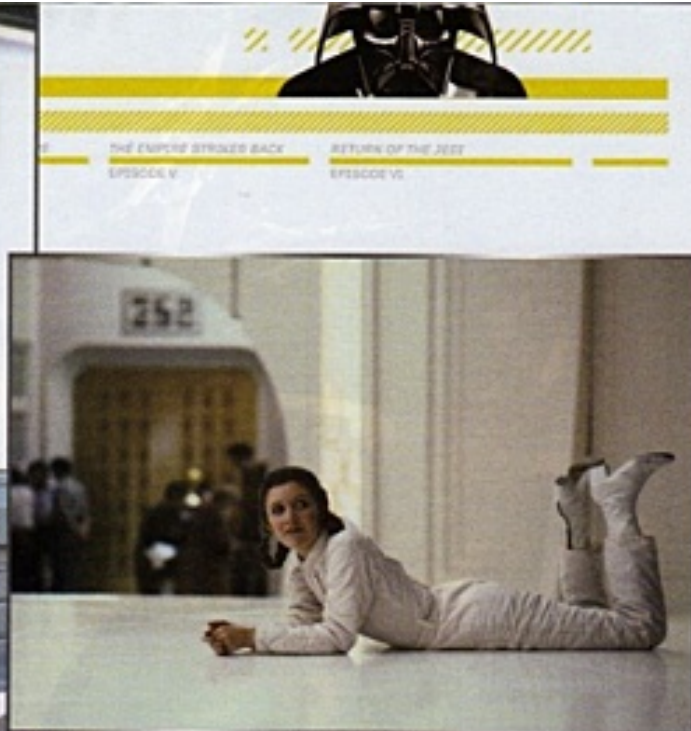 THE EMPIRE STRIKES BACK
RETURN OF THE JEDI
EPISODE V
EPISODE VI
252